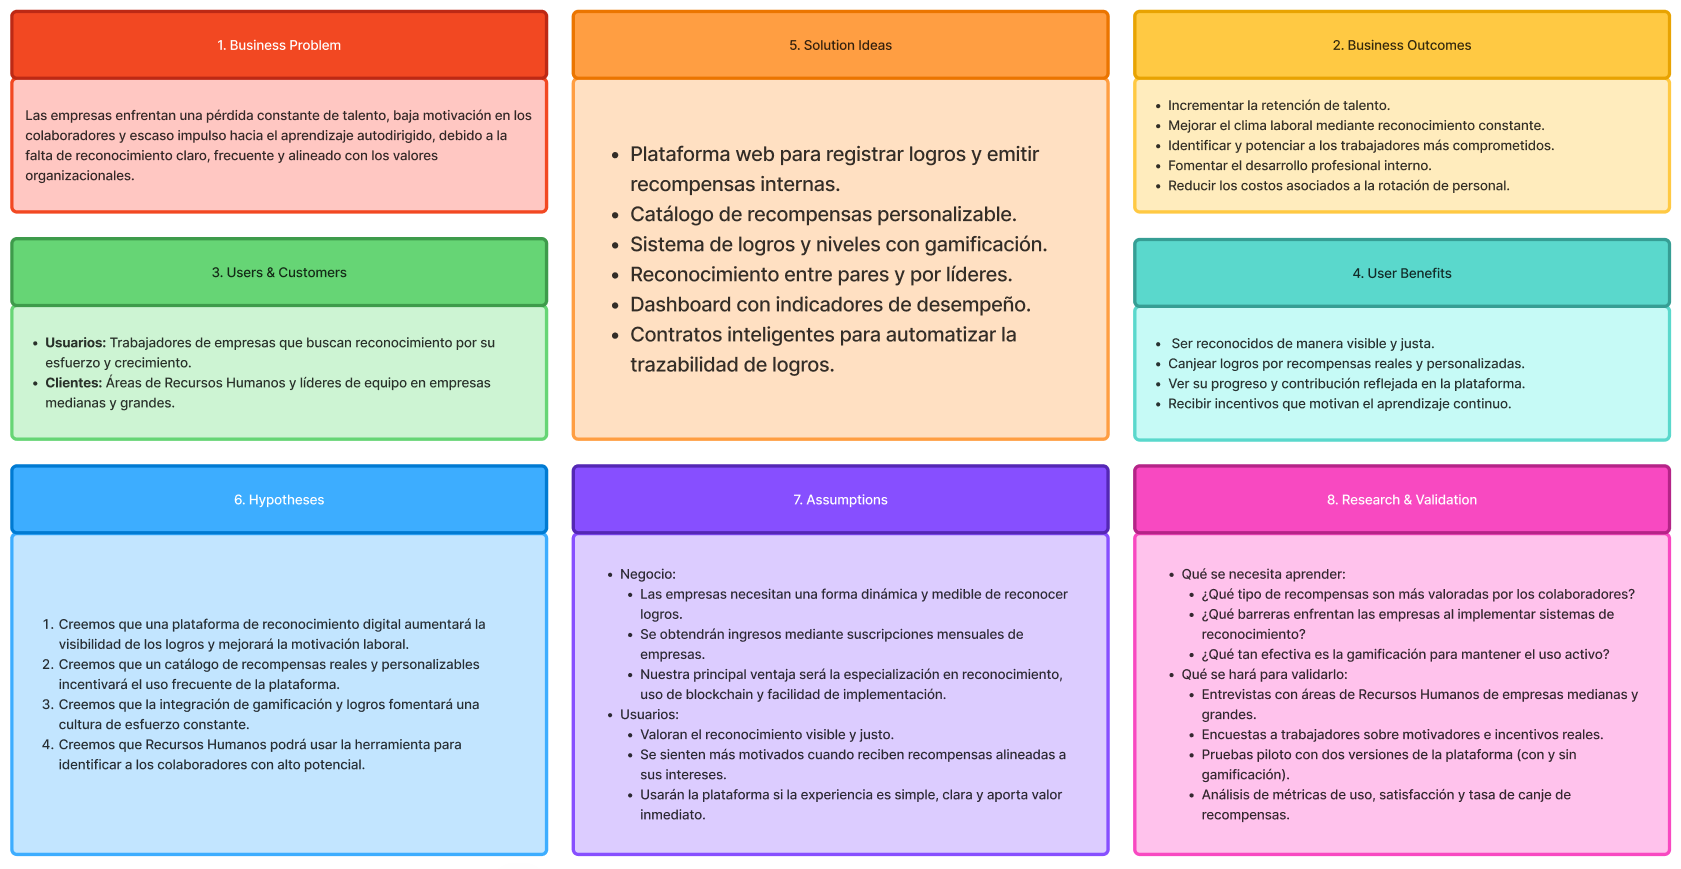 1. Business Problem
Las empresas enfrentan una pérdida constante de talento, baja motivación en los
colaboradores y escaso impulso hacia el aprendizaje autodirigido, debido a la
falta de reconocimiento claro, frecuente y alineado con los valores
organizacionales.
5. Solution Ideas
• Plataforma web para registrar logros y emitir
recompensas internas.
• Catálogo de recompensas personalizable.
• Sistema de logros y niveles con gamificación.
• Reconocimiento entre pares y por líderes.
• Dashboard con indicadores de desempeño.
• Contratos inteligentes para automatizar la
trazabilidad de logros.
2. Business Outcomes
• Incrementar la retención de talento.
• Mejorar el clima laboral mediante reconocimiento constante.
• Identificar y potenciar a los trabajadores más comprometidos.
• Fomentar el desarrollo profesional interno.
• Reducir los costos asociados a la rotación de personal.
3. Users & Customers
• Usuarios: Trabajadores de empresas que buscan reconocimiento por su
esfuerzo y crecimiento.
• Clientes: Áreas de Recursos Humanos y líderes de equipo en empresas
medianas y grandes.
4. User Benefits
• Ser reconocidos de manera visible y justa.
• Canjear logros por recompensas reales y personalizadas.
• Ver su progreso y contribución reflejada en la plataforma.
• Recibir incentivos que motivan el aprendizaje continuo.
6. Hypotheses
1. Creemos que una plataforma de reconocimiento digital aumentará la
visibilidad de los logros y mejorará la motivación laboral.
2. Creemos que un catálogo de recompensas reales y personalizables
incentivará el uso frecuente de la plataforma.
3. Creemos que la integración de gamificación y logros fomentará una
cultura de esfuerzo constante.
4. Creemos que Recursos Humanos podrá usar la herramienta para
identificar a los colaboradores con alto potencial.
7. Assumptions
• Negocio:
• Las empresas necesitan una forma dinámica y medible de reconocer
logros.
• Se obtendrán ingresos mediante suscripciones mensuales de
empresas.
• Nuestra principal ventaja será la especialización en reconocimiento,
uso de blockchain y facilidad de implementación.
• Usuarios:
• Valoran el reconocimiento visible y justo.
• Se sienten más motivados cuando reciben recompensas alineadas a
sus intereses.
• Usarán la plataforma si la experiencia es simple, clara y aporta valor
inmediato.
8. Research & Validation
• Qué se necesita aprender:
• ¿Qué tipo de recompensas son más valoradas por los colaboradores?
• ¿Qué barreras enfrentan las empresas al implementar sistemas de
reconocimiento?
• ¿Qué tan efectiva es la gamificación para mantener el uso activo?
• Qué se hará para validarlo:
• Entrevistas con áreas de Recursos Humanos de empresas medianas y
grandes.
• Encuestas a trabajadores sobre motivadores e incentivos reales.
• Pruebas piloto con dos versiones de la plataforma (con y sin
gamificación).
• Análisis de métricas de uso, satisfacción y tasa de canje de
recompensas.